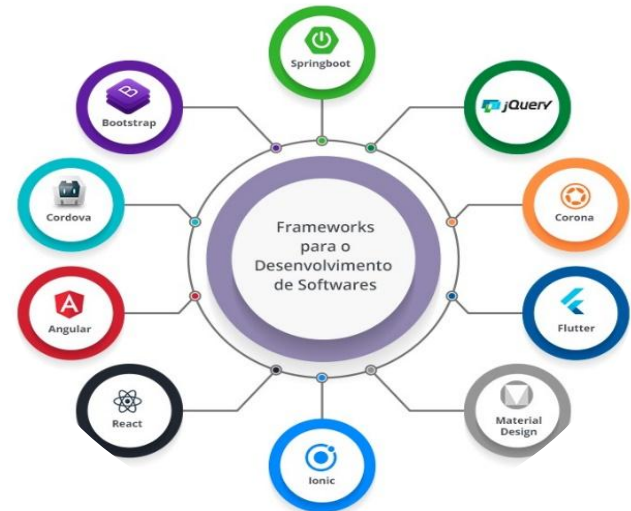 Springboot
Bootstrap
jQuery
Cordova
Corona
Frameworks
para o
Desenvolvimento
de Softwares
Angular
Flutter
React
Material
Design
Ionic